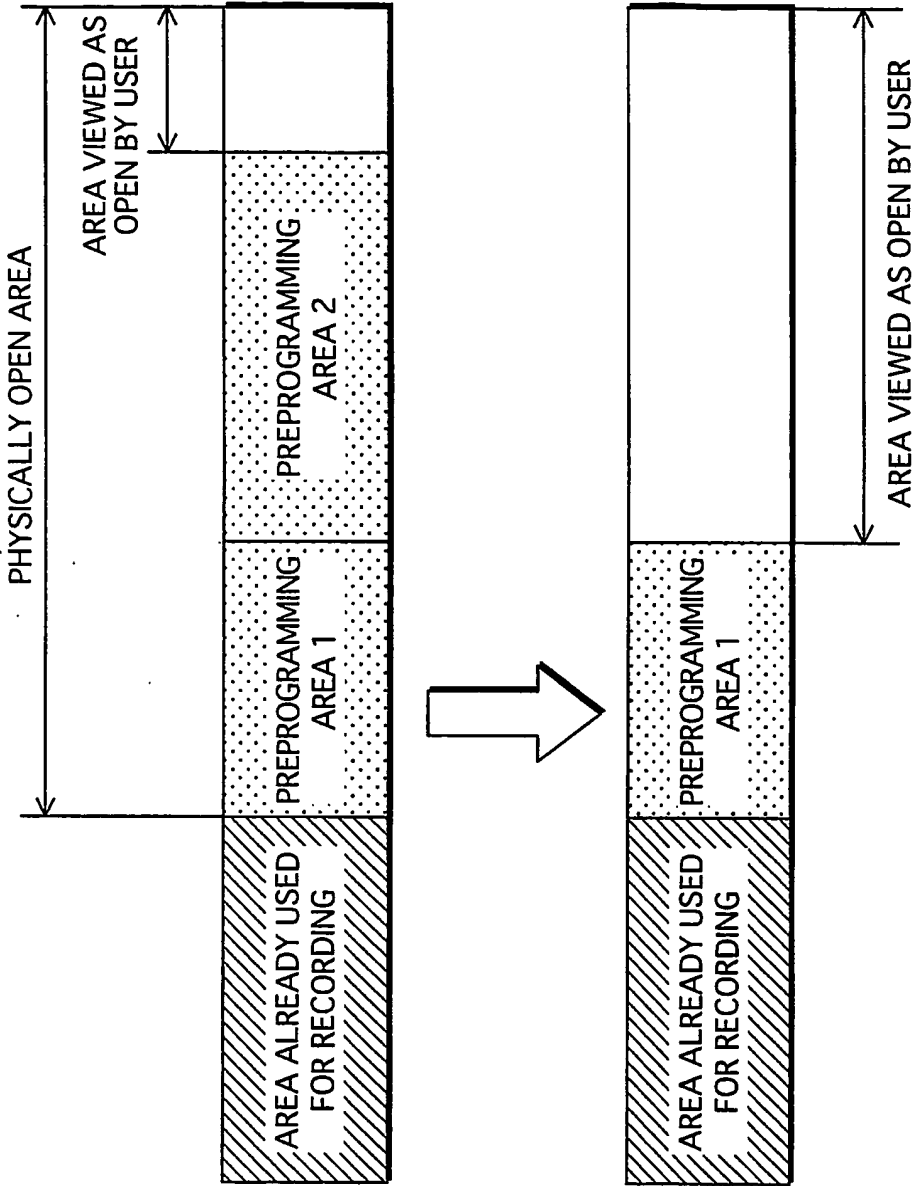 PHYSICALLY OPEN AREA
AREA VIEWED AS
OPEN BY USER
AREA ALREADY USED
FOR RECORDING
PREPROGRAMMING
AREA 1
PREPROGRAMMING
AREA 2
AREA ALREADY USED
FOR RECORDING
PREPROGRAMMING
AREA 1
AREA VIEWED AS OPEN BY USER